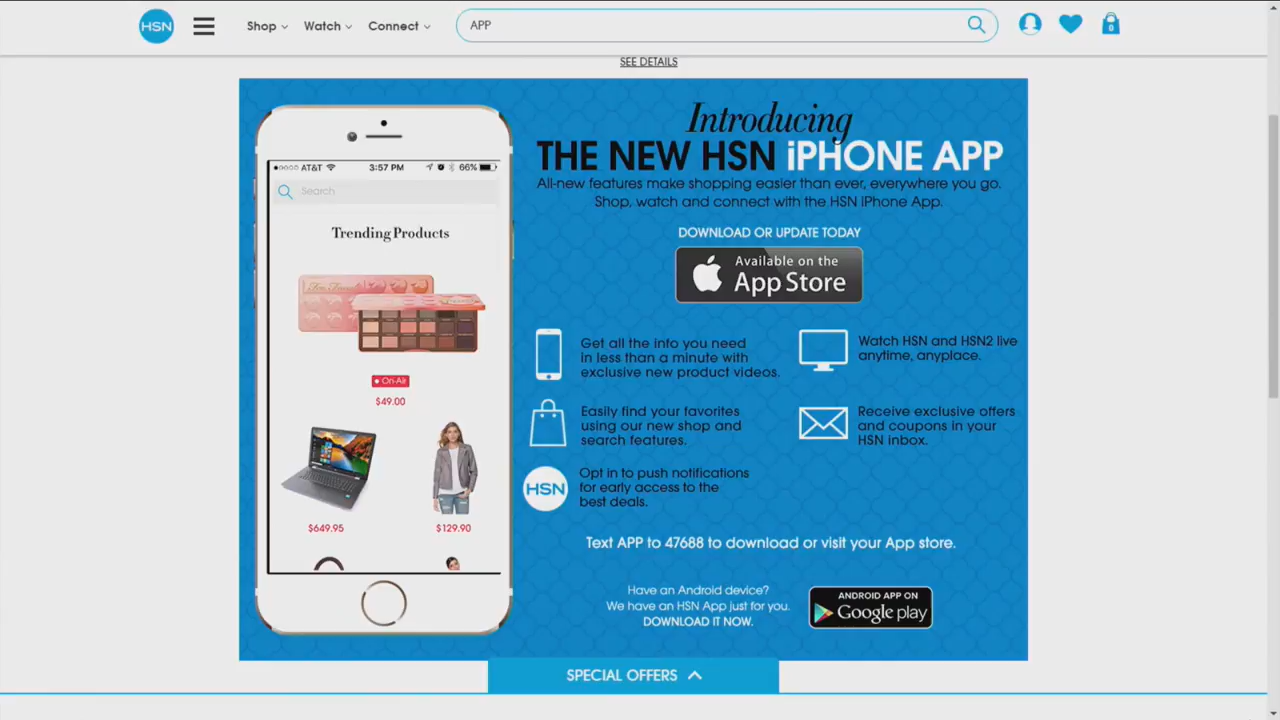 HSN
Shop
Watch
Connect
APP
0
SEE DETAILS
AT&T
3:57 PM
66%
Search
Trending Products
Too Faced
On-Air
$49.00
$649.95
$129.90
Introducing
THE NEW HSN iPHONE APP
All-new features make shopping easier than ever, everywhere you go.
Shop, watch and connect with the HSN iPhone App.
DOWNLOAD OR UPDATE TODAY
Available on the
App Store
Get all the info you need
in less than a minute with
exclusive new product videos.
Watch HSN and HSN2 live
anytime, anyplace.
Easily find your favorites
using our new shop and
search features.
Receive exclusive offers
and coupons in your
HSN inbox.
HSN
Opt in to push notifications
for early access to the
best deals.
Text APP to 47688 to download or visit your App store.
Have an Android device?
We have an HSN App just for you.
DOWNLOAD IT NOW.
ANDROID APP ON
Google play
SPECIAL OFFERS